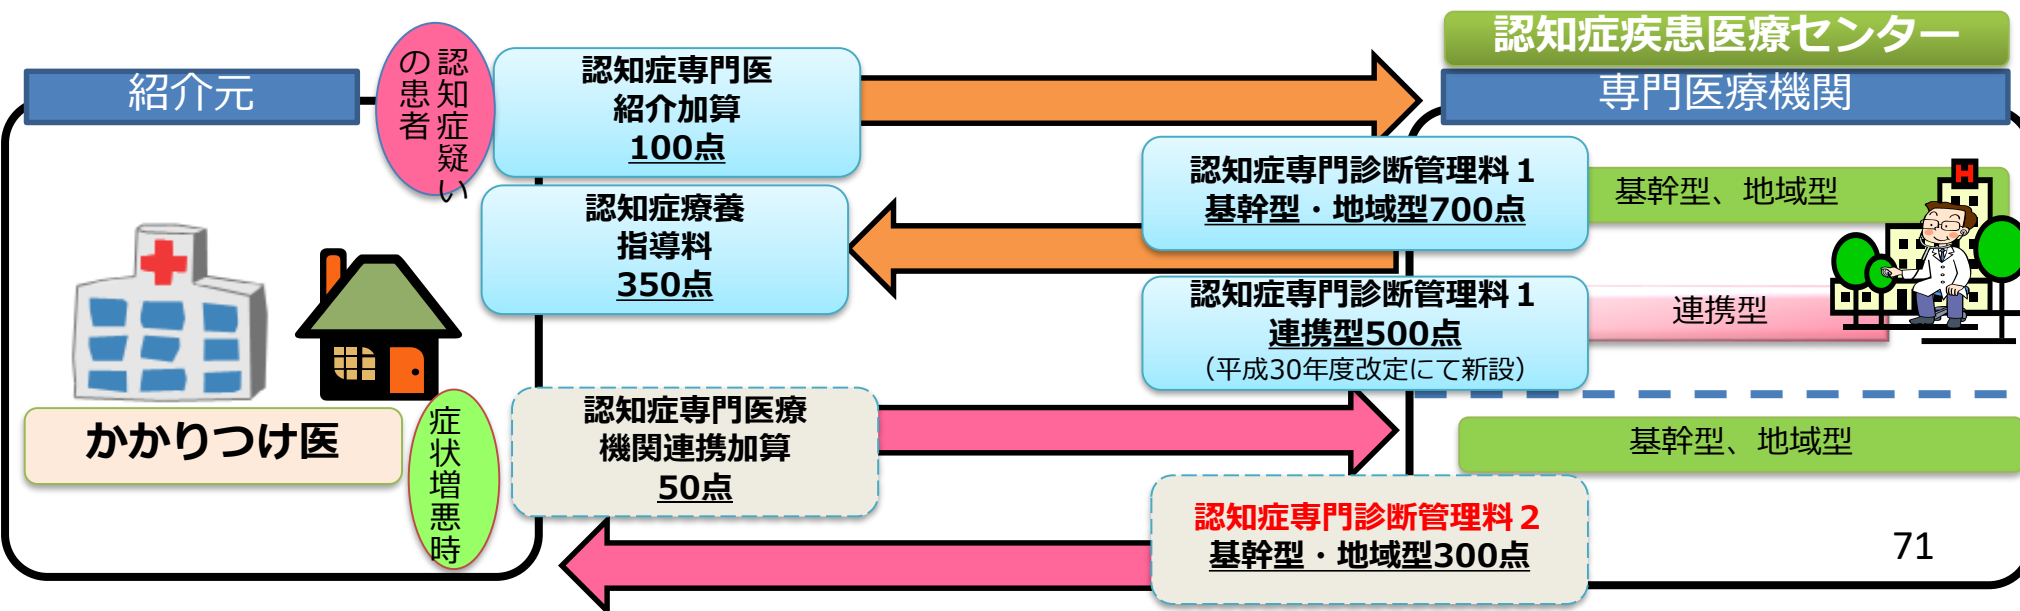 認知症疾患医療センター
紹介元
認知症疑い
の患者
認知症専門医
紹介加算
100点
専門医療機関
認知症専門診断管理料１
基幹型・地域型700点
基幹型、地域型
H
認知症療養
指導料
350点
認知症専門診断管理料１
連携型500点
（平成30年度改定にて新設）
連携型
かかりつけ医
症状増悪時
認知症専門医療
機関連携加算
50点
基幹型、地域型
認知症専門診断管理料２
基幹型・地域型300点
71